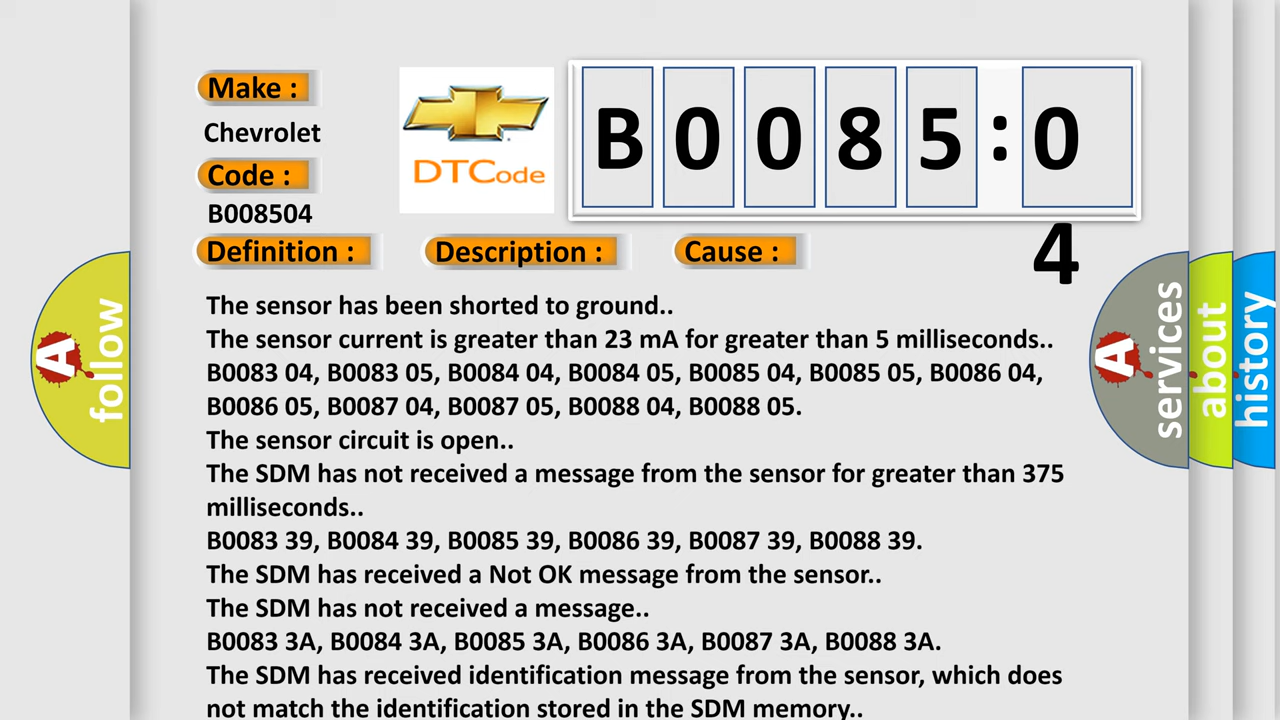 Make :
Chevrolet
Code :
B008504
DTCode
B0085:0
4
Definition :
Description :
Cause :
The sensor has been shorted to ground..
The sensor current is greater than 23 mA for greater than 5 milliseconds..
B0083 04, B0083 05, B0084 04, B0084 05, B0085 04, B0085 05, B0086 04,
B0086 05, B0087 04, B0087 05, B0088 04, B0088 05.
The sensor circuit is open..
The SDM has not received a message from the sensor for greater than 375
milliseconds..
B0083 39, B0084 39, B0085 39, B0086 39, B0087 39, B0088 39.
The SDM has received a Not OK message from the sensor..
The SDM has not received a message..
B0083 3A, B0084 3A, B0085 3A, B0086 3A, B0087 3A, B0088 3A.
The SDM has received identification message from the sensor, which does
not match the identification stored in the SDM memory..
A
follow
A
services
about
history